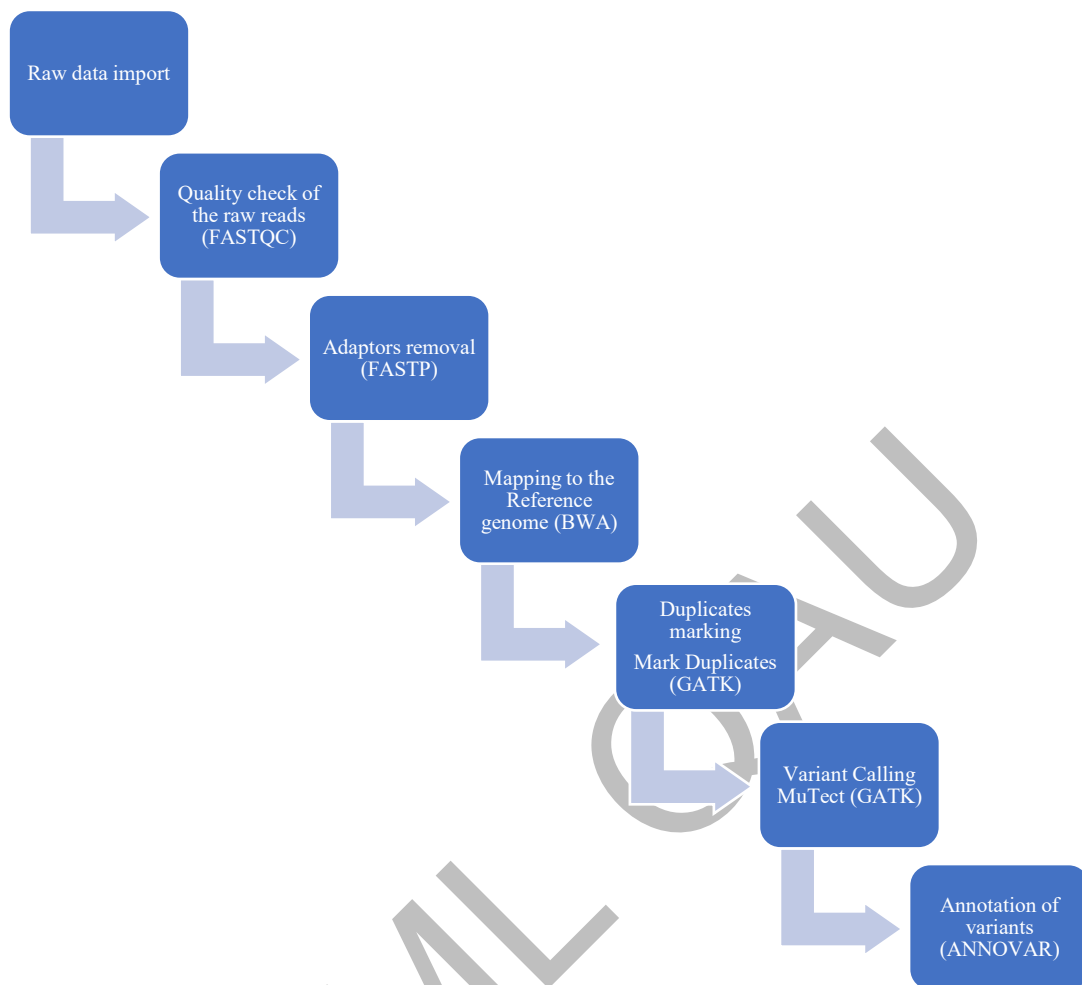 Raw data import
Quality check of
the raw reads
(FASTQC)
Adaptors removal
(FASTP)
Mapping to the
Reference
genome (BWA)
Duplicates
marking
Mark Duplicates
(GATK)
Variant Calling
MuTect (GATK)
Annotation of
variants
(ANNOVAR)